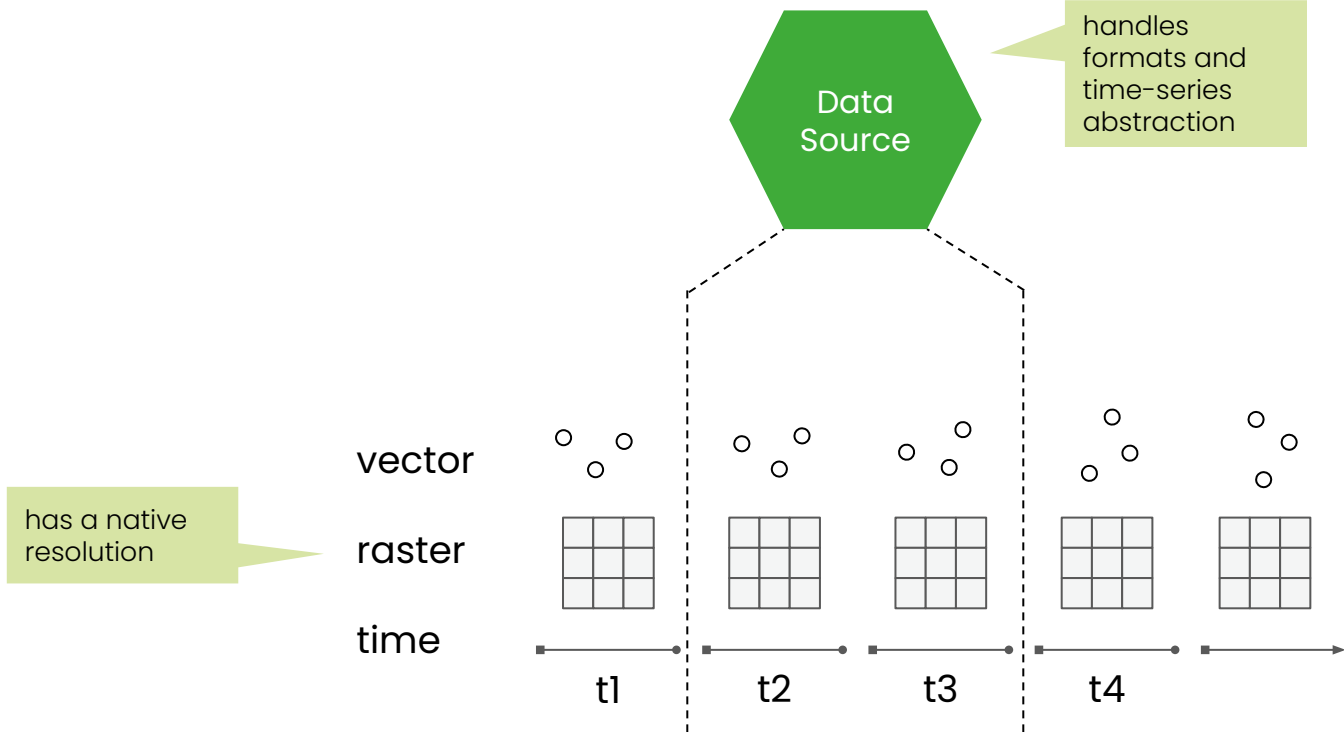 handles
formats and
time-series
abstraction
Data
Source
vector
has a native
resolution
raster
time
t1
t2
t3
t4